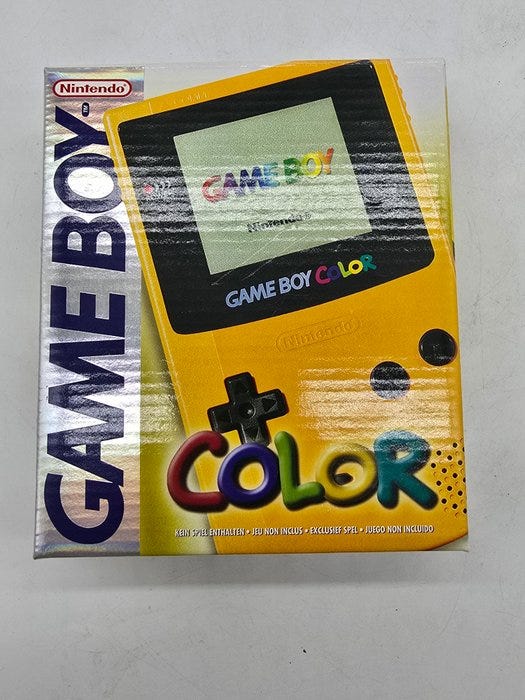 Nintendo®
GAME BOY™
GAME BOY
Nintendo®
GAME BOY COLOR
Nintendo
COLOR
KEIN SPIEL ENTHALTEN • JEU NON INCLUS • EXCLUSIEF SPEL • JUEGO NON INCLUIDO